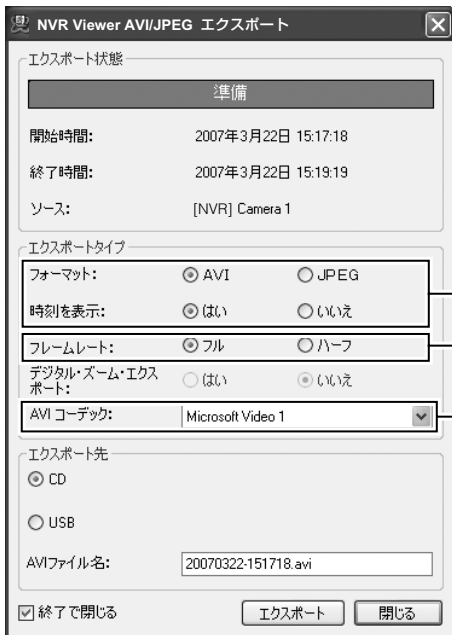 NVR Viewer AVI/JPEG エクスポート
エクスポート状態
準備
開始時間: 2007年3月22日 15:17:18
終了時間: 2007年3月22日 15:19:19
ソース: [NVR] Camera 1
エクスポートタイプ
フォーマット: AVI JPEG
時刻を表示: はい いいえ
フレームレート: フル ハーフ
デジタル・ズーム・エクス
ポート: はい いいえ
AVI コーデック: Microsoft Video 1
エクスポート先
CD
USB
AVIファイル名: 20070322-151718.avi
終了で閉じる エクスポート 閉じる